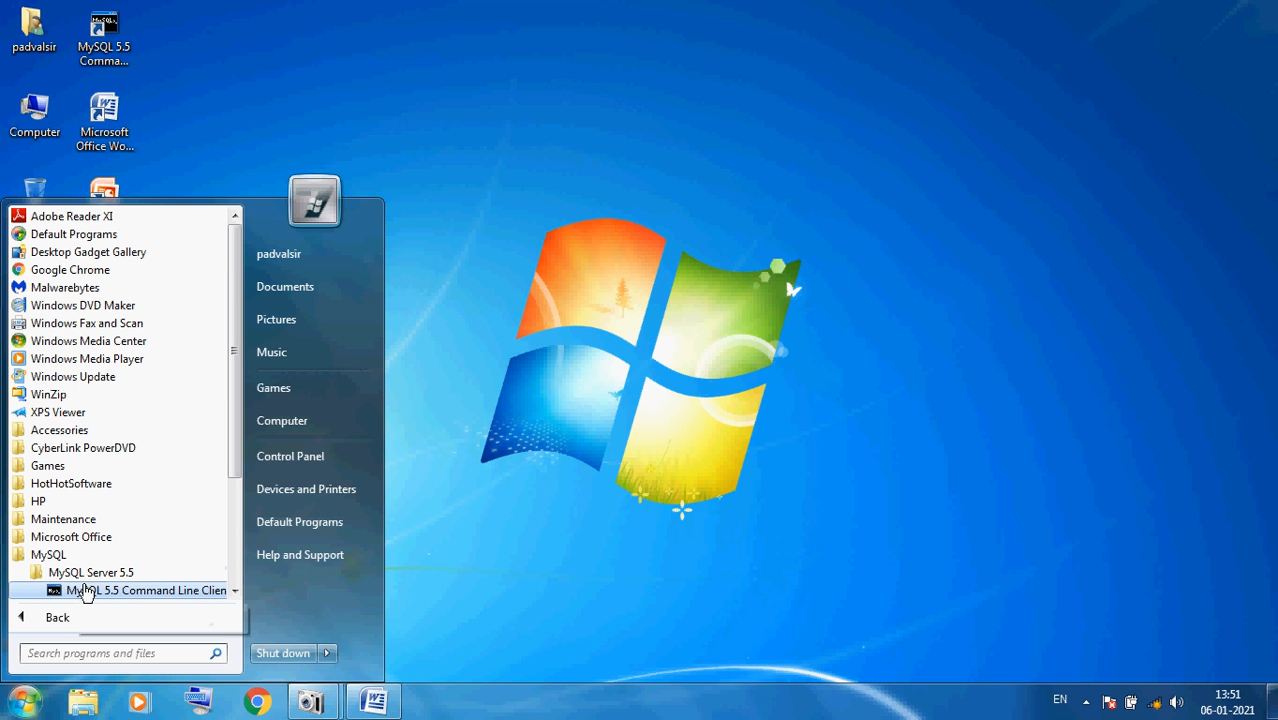 padvalsir
MySQL 5.5
Comma...
Computer
Microsoft
Office Wo...
Adobe Reader XI
Default Programs
Desktop Gadget Gallery
Google Chrome
Malwarebytes
Windows DVD Maker
Windows Fax and Scan
Windows Media Center
Windows Media Player
Windows Update
WinZip
XPS Viewer
Accessories
CyberLink PowerDVD
Games
HotHotSoftware
HP
Maintenance
Microsoft Office
MySQL
MySQL Server 5.5
MySQL 5.5 Command Line Clien
Back
Search programs and files
padvalsir
Documents
Pictures
Music
Games
Computer
Control Panel
Devices and Printers
Default Programs
Help and Support
Shut down
EN
13:51
06-01-2021